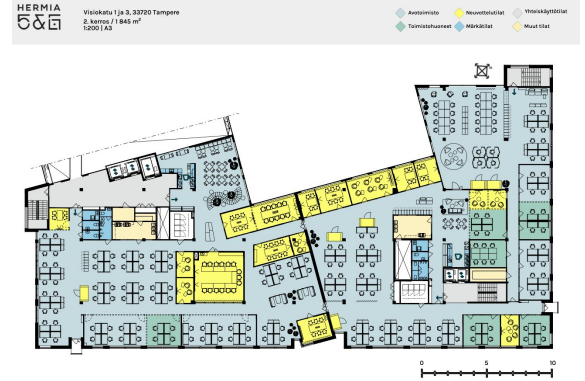 HERMIA
5&6
Visiokatu 1 ja 3, 33720 Tampere
2. kerros / 1 845 m²
1:200 | A3
Avotoimisto
Neuvottelutilat
Yhteiskäyttötilat
Toimistohuoneet
Märkätilat
Muut tilat
0 5 10